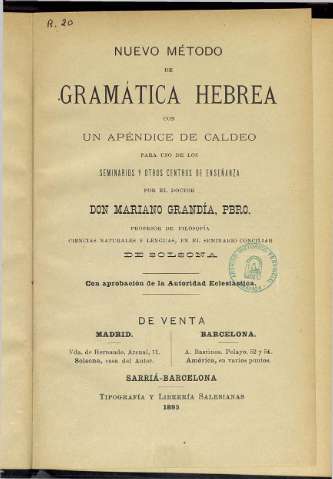 R. 20
NUEVO MÉTODO
DE
GRAMÁTICA HEBREA
CON
UN APÉNDICE DE CALDEO
PARA USO DE LOS
SEMINARIOS Y OTROS CENTROS DE ENSEÑANZA
POR EL DOCTOR
DON MARIANO GRANDÍA, PBRO.
PROFESOR DE FILOSOFÍA
CIENCIAS NATURALES Y LENGUAS, EN EL SEMINARIO CONCILIAR
DE SOLSONA
Con aprobación de la Autoridad Eclesiástica.
DE VENTA
MADRID.
Vda. de Hernando, Arenal, 11.
Solsona, casa del Autor.
BARCELONA.
A. Bastinos. Pelayo, 52 y 54.
América, en varios puntos.
SARRIÁ-BARCELONA
TIPOGRAFÍA Y LIBRERÍA SALESIANAS
1893